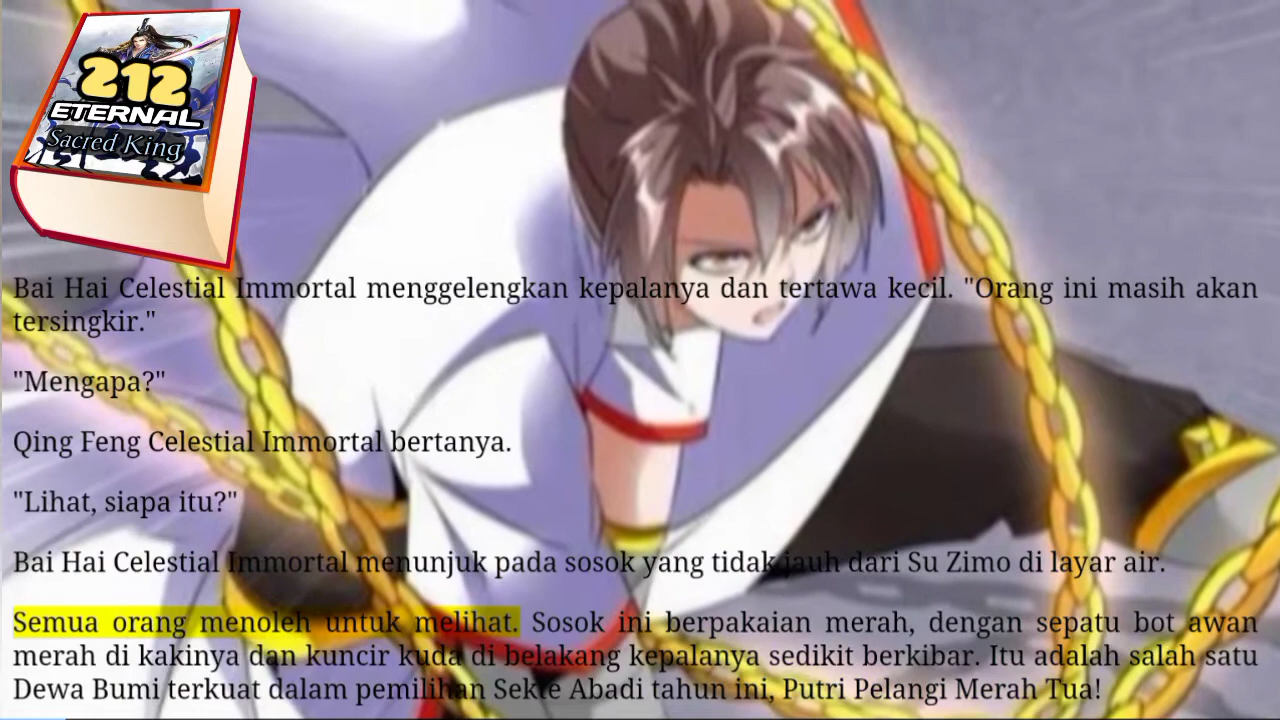 212
ETERNAL
Sacred King
Bai Hai Celestial Immortal menggelengkan kepalanya dan tertawa kecil. "Orang ini masih akan
tersingkir."
"Mengapa?"
Qing Feng Celestial Immortal bertanya.
"Lihat, siapa itu?"
Bai Hai Celestial Immortal menunjuk pada sosok yang tidak jauh dari Su Zimo di layar air.
Semua orang menoleh untuk melihat. Sosok ini berpakaian merah, dengan sepatu bot awan
merah di kakinya dan kuncir kuda di belakang kepalanya sedikit berkibar. Itu adalah salah satu
Dewa Bumi terkuat dalam pemilihan Sekte Abadi tahun ini, Putri Pelangi Merah Tua!